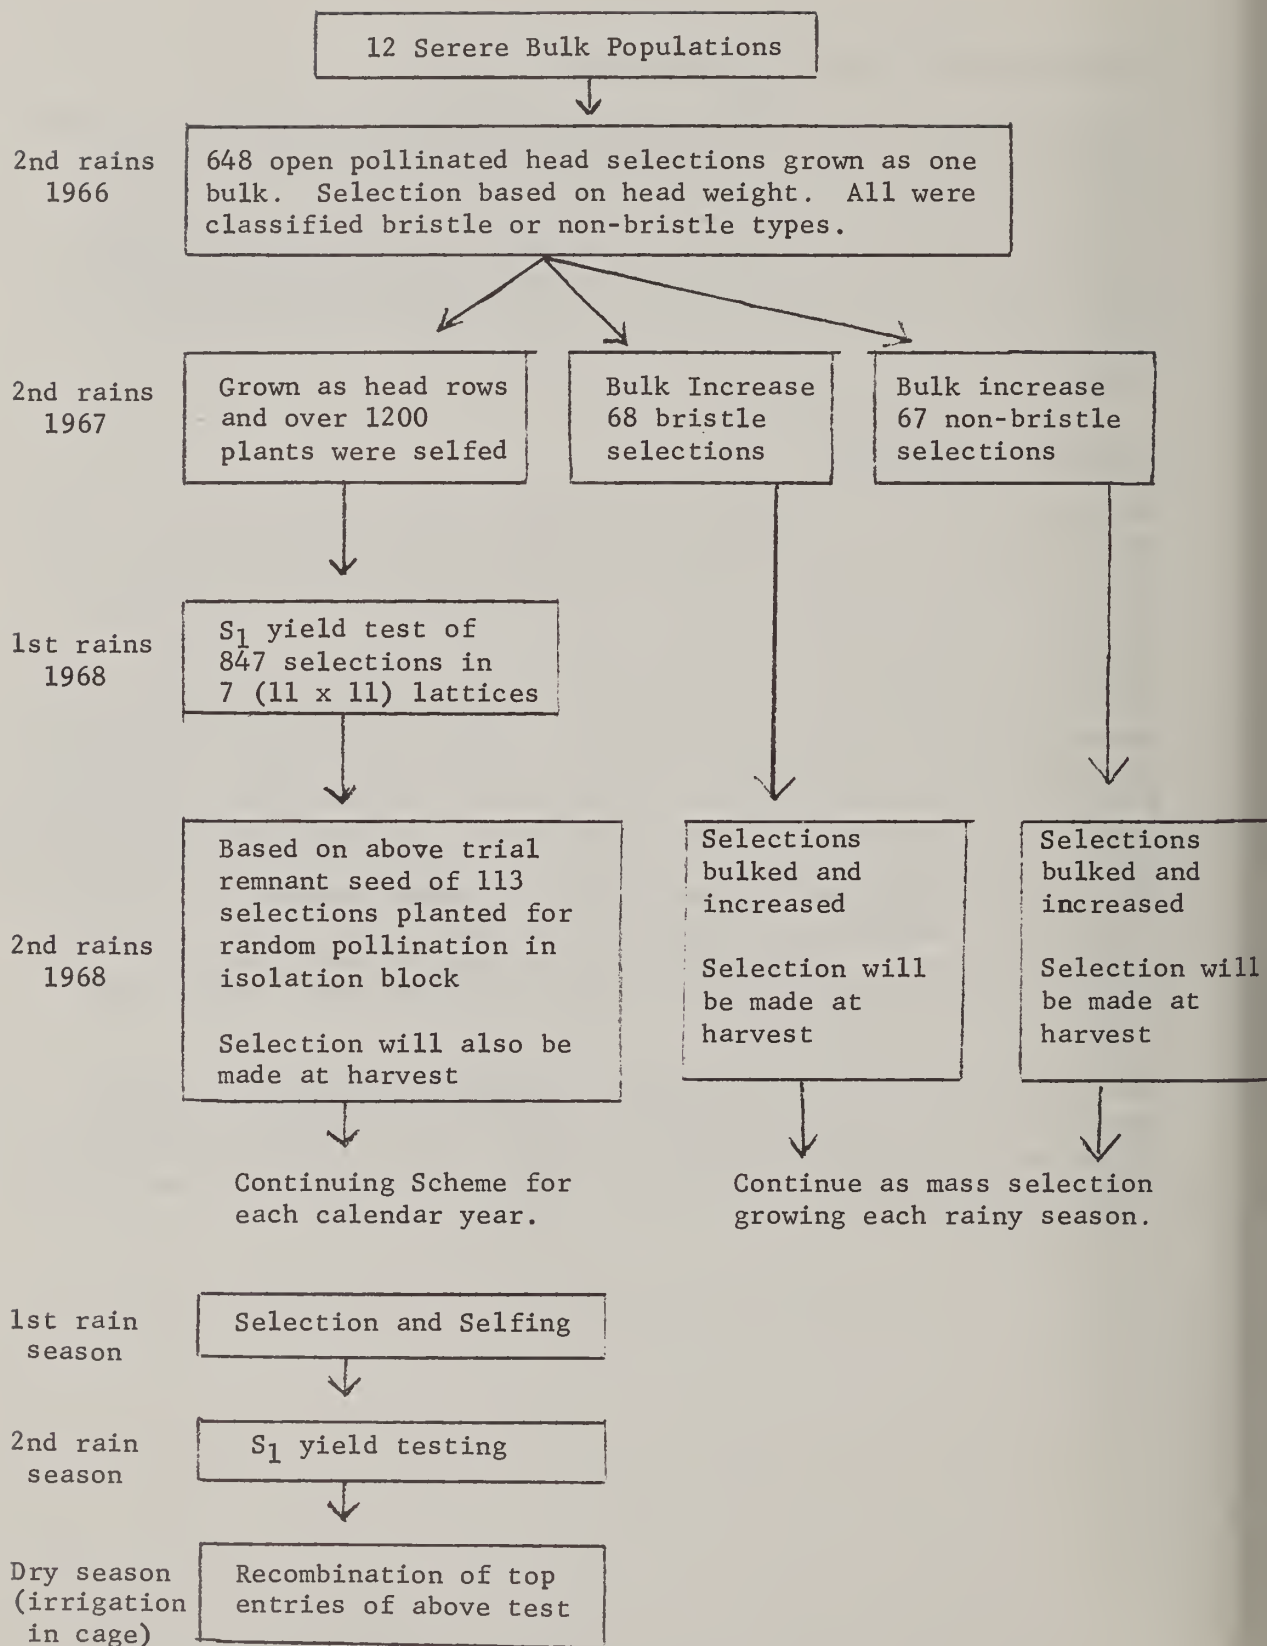 12 Serere Bulk Populations
2nd rains
1966
648 open pollinated head selections grown as one
bulk. Selection based on head weight. All were
classified bristle or non-bristle types.
2nd rains
1967
Grown as head rows
and over 1200
plants were selfed
Bulk Increase
68 bristle
selections
Bulk increase
67 non-bristle
selections
1st rains
1968
S1 yield test of
847 selections in
7 (11 x 11) lattices
2nd rains
1968
Based on above trial
remnant seed of 113
selections planted for
random pollination in
isolation block
Selection will also be
made at harvest
Selections
bulked and
increased
Selection will
be made at
harvest
Selections
bulked and
increased
Selection will
be made at
harvest
Continuing Scheme for
each calendar year.
Continue as mass selection
growing each rainy season.
1st rain
season
Selection and Selfing
2nd rain
season
S1 yield testing
Dry season
(irrigation
in cage)
Recombination of top
entries of above test